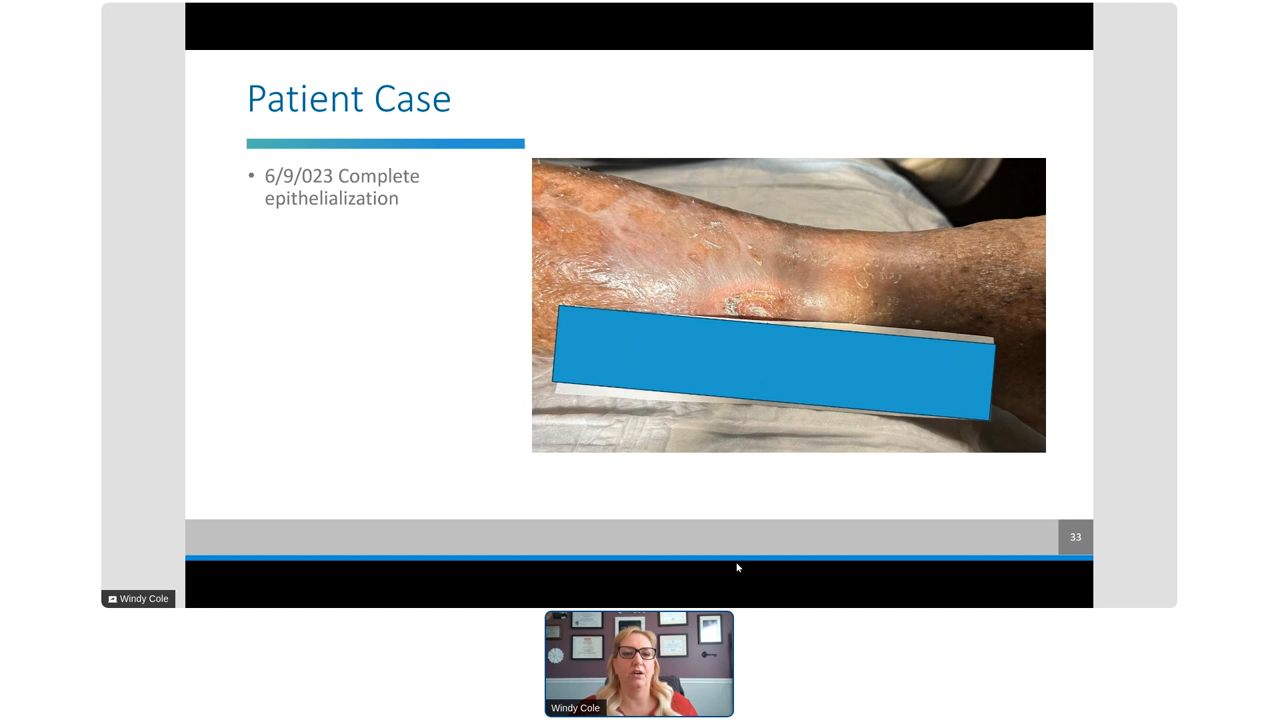 Patient Case
• 6/9/023 Complete
epithelialization
33
Windy Cole
Windy Cole